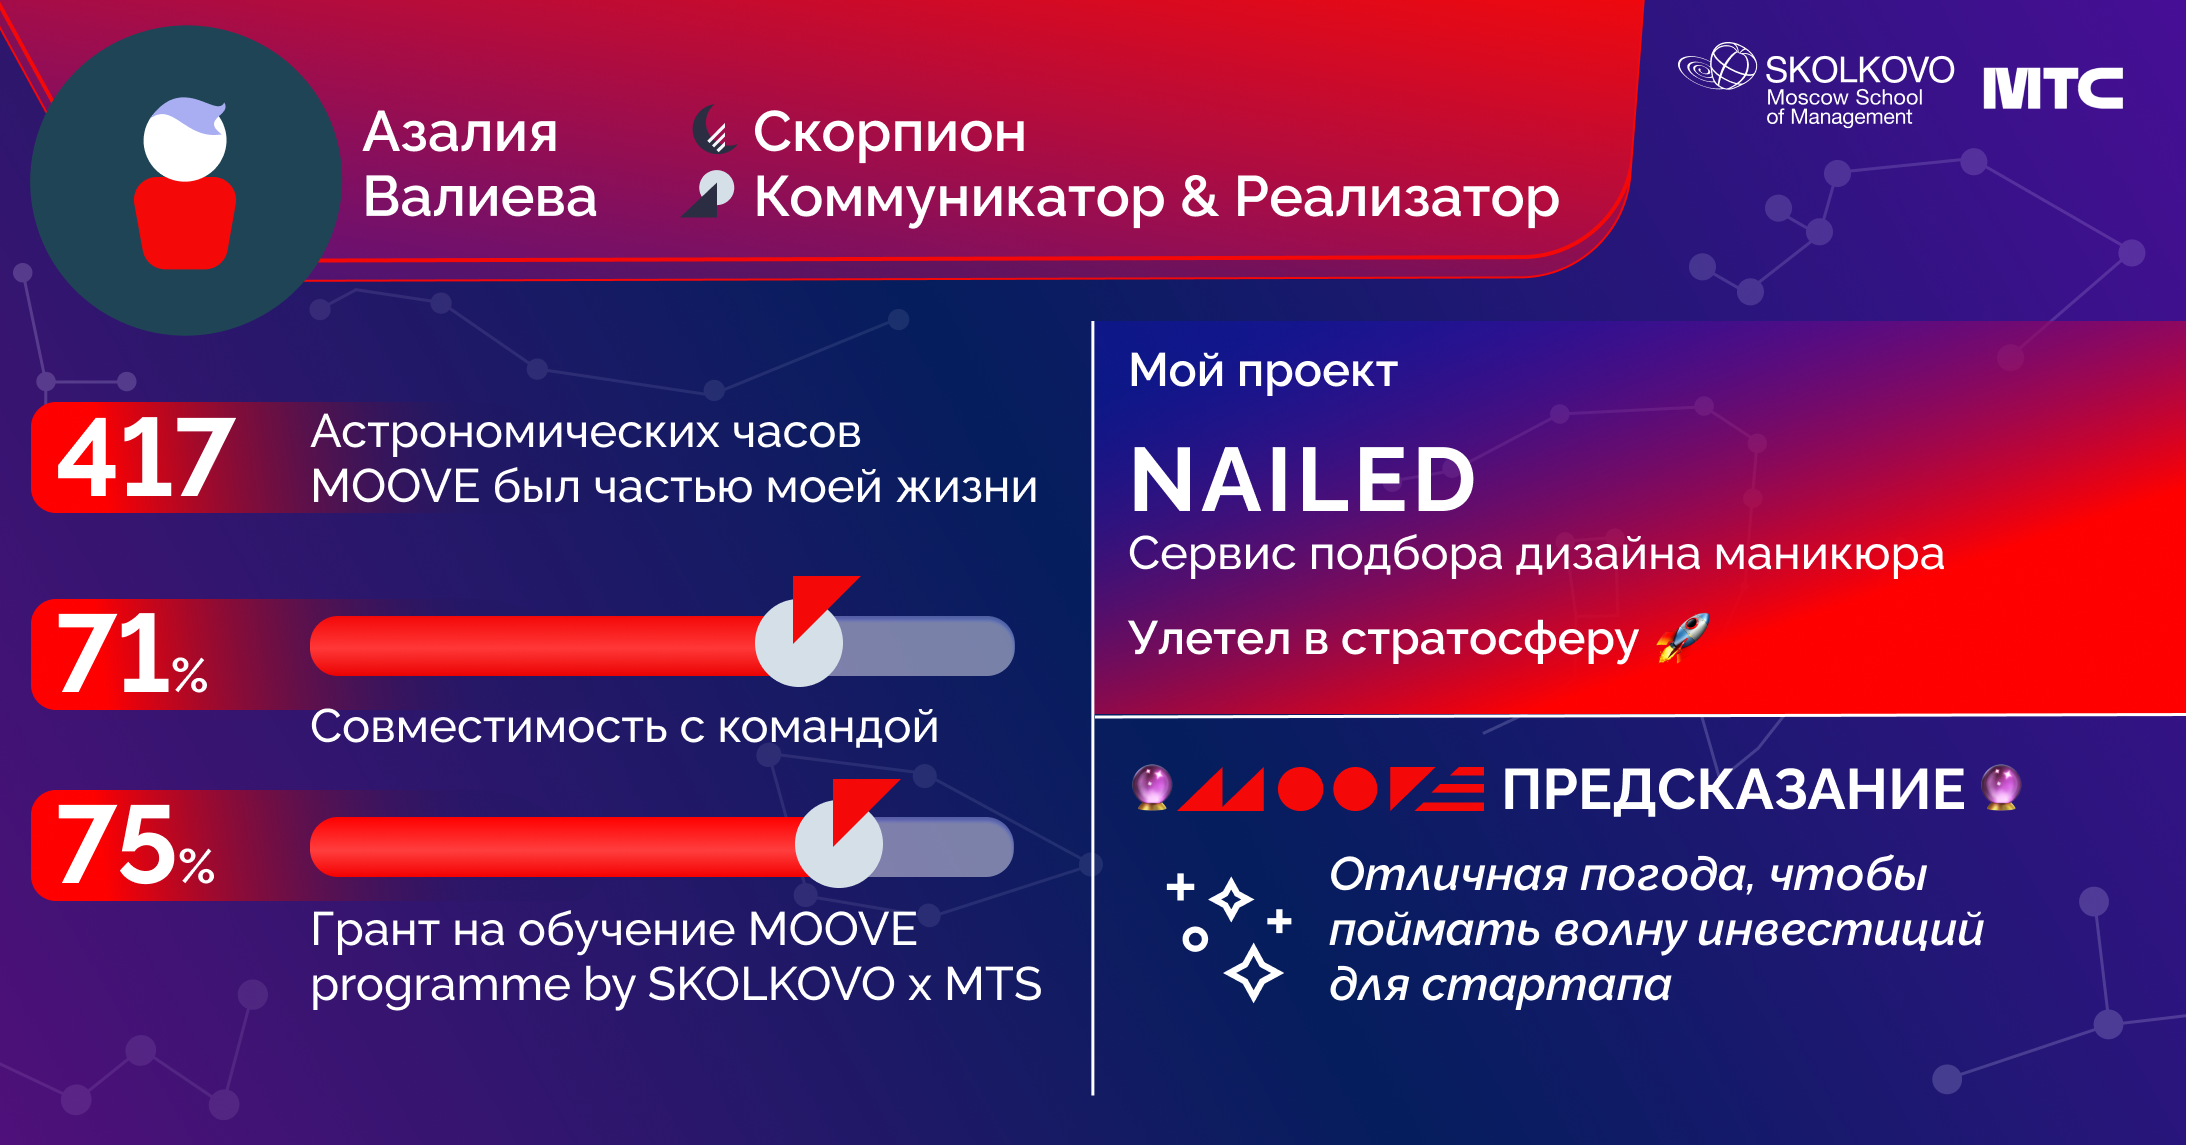 Азалия
Валиева
Скорпион
Коммуникатор & Реализатор
SKOLKOVO
Moscow School
of Management
МТС
417
Астрономических часов
MOOVE был частью моей жизни
71%
Совместимость с командой
75%
Грант на обучение MOOVE
programme by SKOLKOVO x MTS
Мой проект
NAILED
Сервис подбора дизайна маникюра
Улетел в стратосферу 🚀
🔮 MOOVE ПРЕДСКАЗАНИЕ 🔮
Отличная погода, чтобы
поймать волну инвестиций
для стартапа